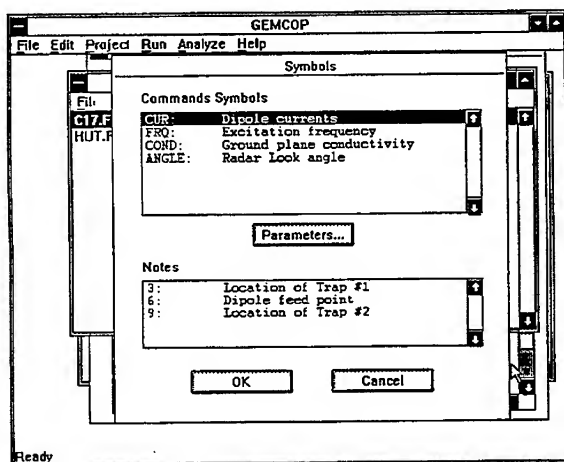 GEMCOP
File Edit Project Run Analyze Help
Symbols
Commands Symbols
CUR: Dipole currents
FRQ: Excitation frequency
COND: Ground plane conductivity
ANGLE: Radar Look angle
Parameters...
Notes
3: Location of Trap #1
6: Dipole feed point
9: Location of Trap #2
OK Cancel
Fil
C17.F
HUT.F
Ready